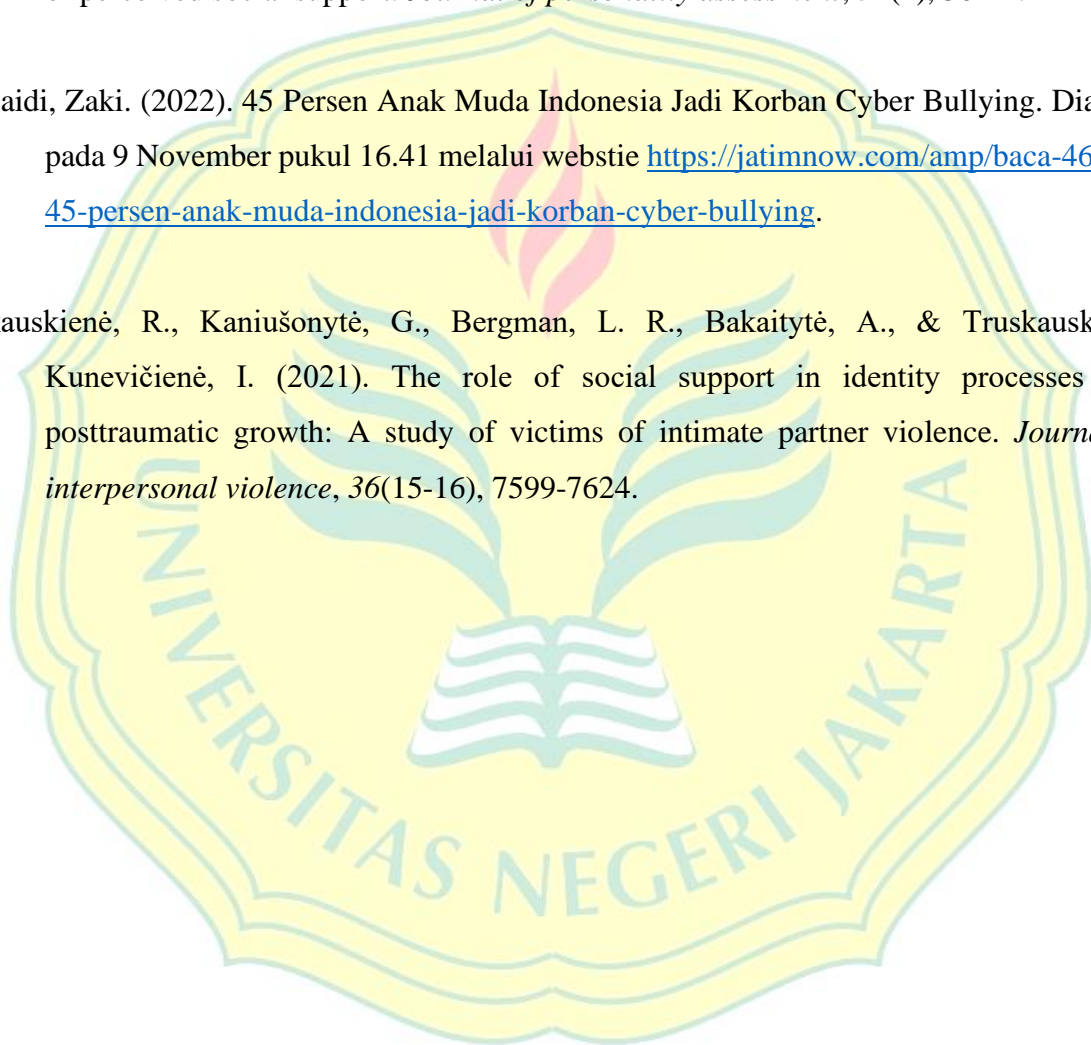 aidi, Zaki. (2022). 45 Persen Anak Muda Indonesia Jadi Korban Cyber Bullying. Dia
pada 9 November pukul 16.41 melalui webstie https://jatimnow.com/amp/baca-46
45-persen-anak-muda-indonesia-jadi-korban-cyber-bullying.
auskienė, R., Kaniušonytė, G., Bergman, L. R., Bakaitytė, A., & Truskausk
Kunevičienė, I. (2021). The role of social support in identity processes
posttraumatic growth: A study of victims of intimate partner violence. Journa
interpersonal violence, 36(15-16), 7599-7624.
UNIVERSITAS NEGERI JAKARTA